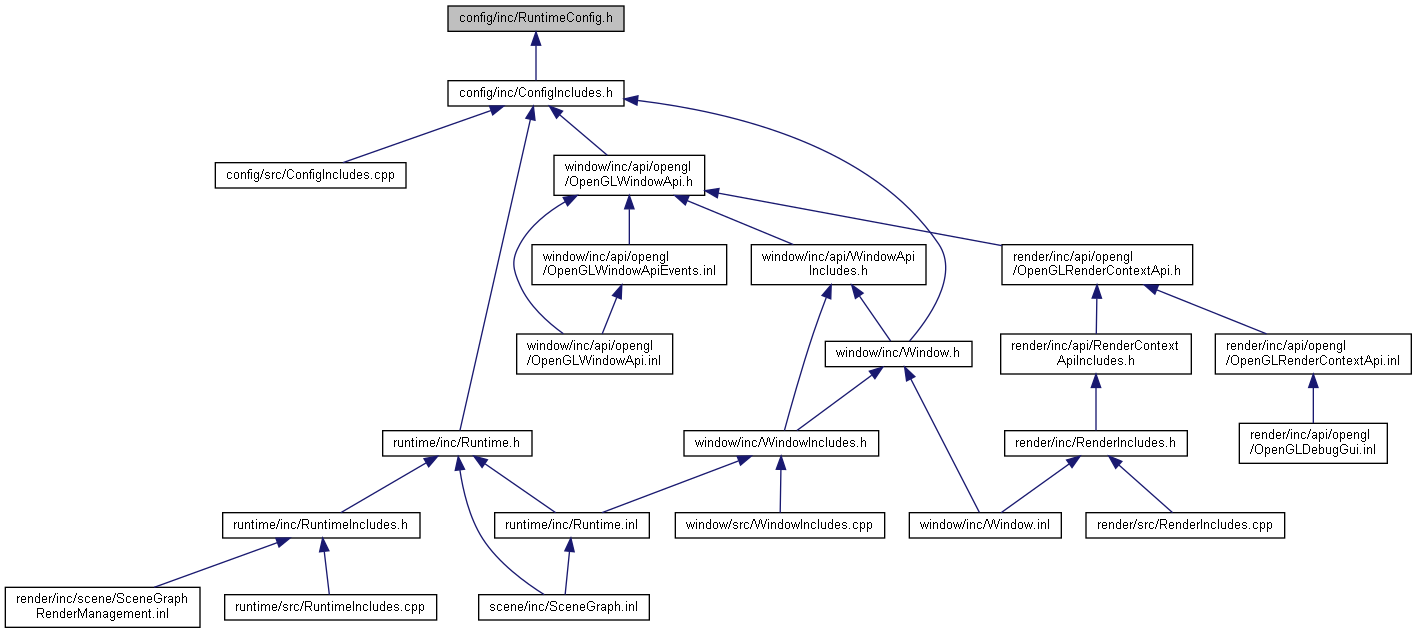 config/inc/RuntimeConfig.h
config/inc/ConfigIncludes.h
config/src/ConfigIncludes.cpp
window/inc/api/opengl
/OpenGLWindowApi.h
window/inc/api/opengl
/OpenGLWindowApiEvents.inl
window/inc/api/WindowApi
Includes.h
render/inc/api/opengl
/OpenGLRenderContextApi.h
window/inc/api/opengl
/OpenGLWindowApi.inl
window/inc/Window.h
render/inc/api/RenderContext
ApiIncludes.h
render/inc/api/opengl
/OpenGLRenderContextApi.inl
runtime/inc/Runtime.h
window/inc/WindowIncludes.h
render/inc/RenderIncludes.h
render/inc/api/opengl
/OpenGLDebugGui.inl
runtime/inc/RuntimeIncludes.h
runtime/inc/Runtime.inl
window/src/WindowIncludes.cpp
window/inc/Window.inl
render/src/RenderIncludes.cpp
render/inc/scene/SceneGraph
RenderManagement.inl
runtime/src/RuntimeIncludes.cpp
scene/inc/SceneGraph.inl